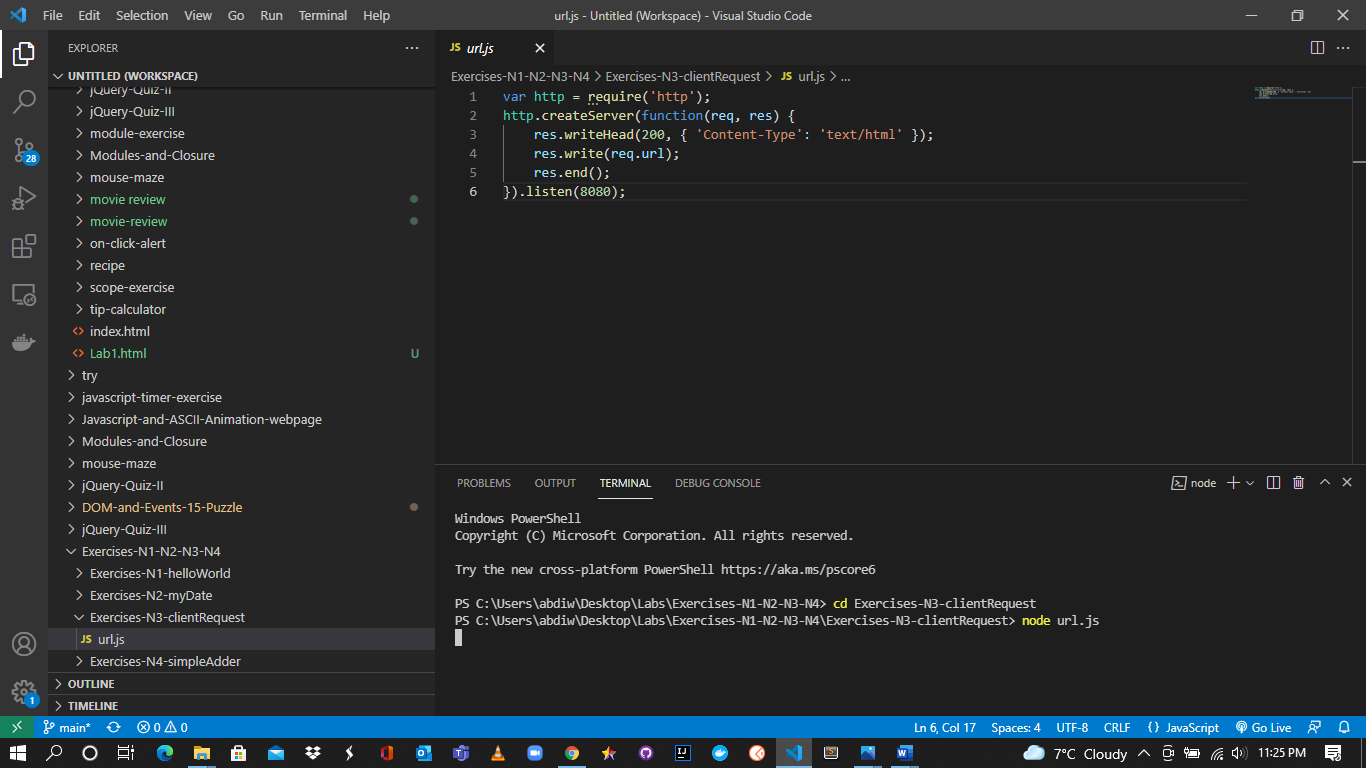 File Edit Selection View Go Run Terminal Help url.js - Untitled (Workspace) - Visual Studio Code
EXPLORER
UNTITLED (WORKSPACE)
jQuery-Quiz-II
jQuery-Quiz-III
module-exercise
Modules-and-Closure
mouse-maze
movie review
movie-review
on-click-alert
recipe
scope-exercise
tip-calculator
index.html
Lab1.html U
try
javascript-timer-exercise
Javascript-and-ASCII-Animation-webpage
Modules-and-Closure
mouse-maze
jQuery-Quiz-II
DOM-and-Events-15-Puzzle
jQuery-Quiz-III
Exercises-N1-N2-N3-N4
Exercises-N1-helloWorld
Exercises-N2-myDate
Exercises-N3-clientRequest
JS url.js
Exercises-N4-simpleAdder
OUTLINE
TIMELINE
28
1
JS url.js
Exercises-N1-N2-N3-N4 > Exercises-N3-clientRequest > JS url.js > ...
1 var http = require('http');
2 http.createServer(function(req, res) {
3 res.writeHead(200, { 'Content-Type': 'text/html' });
4 res.write(req.url);
5 res.end();
6 }).listen(8080);
PROBLEMS OUTPUT TERMINAL DEBUG CONSOLE node
Windows PowerShell
Copyright (C) Microsoft Corporation. All rights reserved.
Try the new cross-platform PowerShell https://aka.ms/pscore6
PS C:\Users\abdiw\Desktop\Labs\Exercises-N1-N2-N3-N4> cd Exercises-N3-clientRequest
PS C:\Users\abdiw\Desktop\Labs\Exercises-N1-N2-N3-N4\Exercises-N3-clientRequest> node url.js
main* 0 0 Ln 6, Col 17 Spaces: 4 UTF-8 CRLF {} JavaScript Go Live
7°C Cloudy 11:25 PM